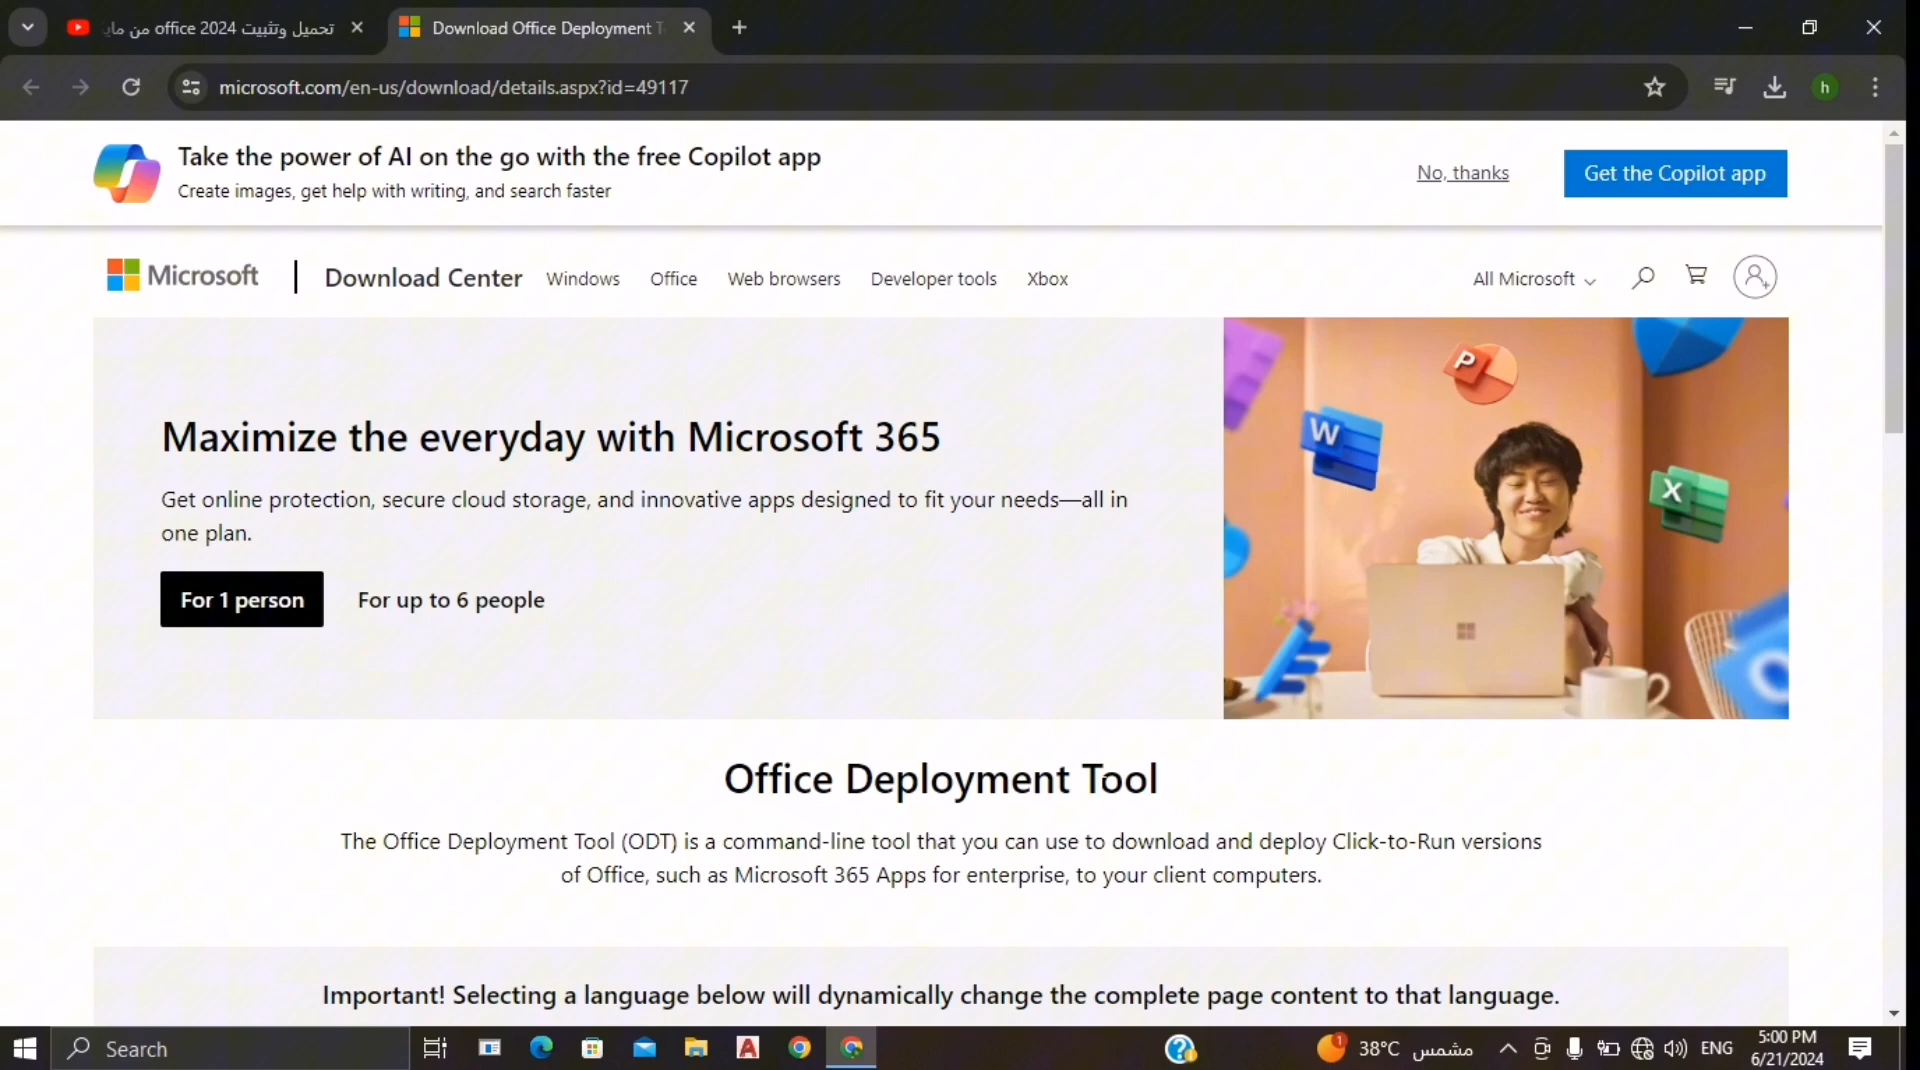 تحميل وتثبيت office 2024 من
Download Office Deployment
microsoft.com/en-us/download/details.aspx?id=49117
h
Take the power of AI on the go with the free Copilot app
Create images, get help with writing, and search faster
No, thanks
Get the Copilot app
Microsoft
Download Center
Windows
Office
Web browsers
Developer tools
Xbox
All Microsoft
Maximize the everyday with Microsoft 365
Get online protection, secure cloud storage, and innovative apps designed to fit your needs—all in
one plan.
For 1 person
For up to 6 people
P
W
X
Office Deployment Tool
The Office Deployment Tool (ODT) is a command-line tool that you can use to download and deploy Click-to-Run versions
of Office, such as Microsoft 365 Apps for enterprise, to your client computers.
Important! Selecting a language below will dynamically change the complete page content to that language.
Search
1
38°C مشمس
ENG
5:00 PM
6/21/2024